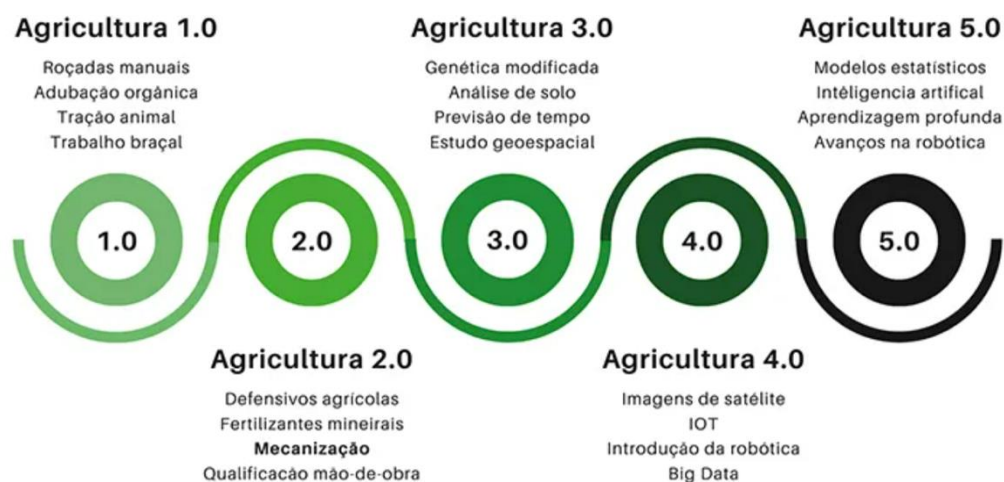 Agricultura 1.0
Roçadas manuais
Adubação orgânica
Tração animal
Trabalho braçal
Agricultura 3.0
Genética modificada
Análise de solo
Previsão de tempo
Estudo geoespacial
Agricultura 5.0
Modelos estatísticos
Intêligencia artifical
Aprendizagem profunda
Avanços na robótica
1.0
2.0
3.0
4.0
5.0
Agricultura 2.0
Defensivos agrícolas
Fertilizantes mineirais
Mecanização
Qualificação mão-de-obra
Agricultura 4.0
Imagens de satélite
IOT
Introdução da robótica
Big Data